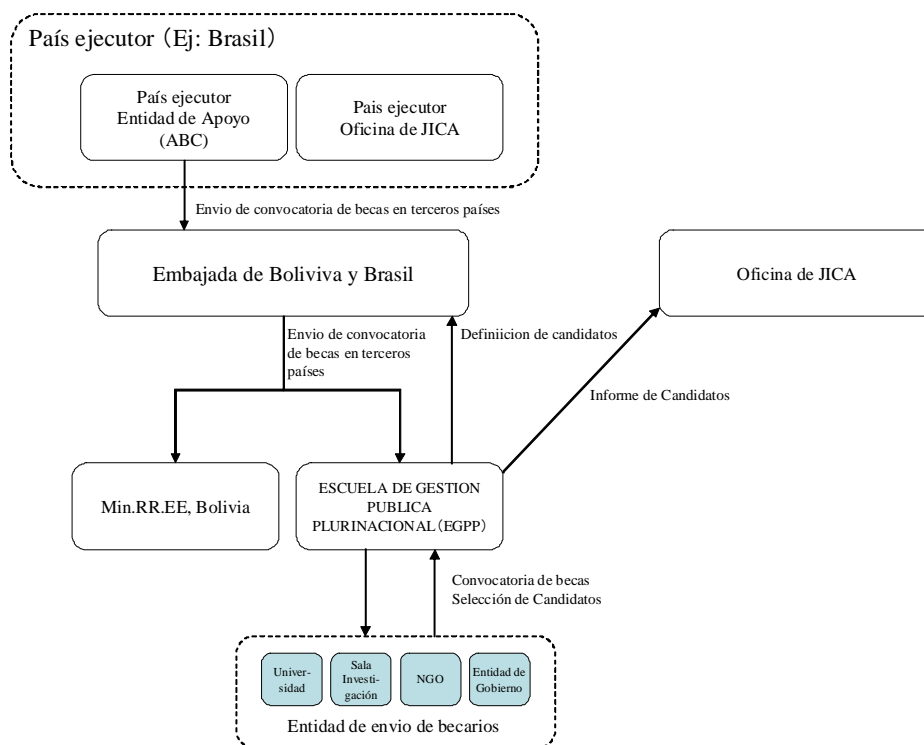 País ejecutor（Ej: Brasil）
País ejecutor
Entidad de Apoyo
(ABC)
Pais ejecutor
Oficina de JICA
Envio de convocatoria de becas en terceros países
Embajada de Boliviva y Brasil
Oficina de JICA
Envio de convocatoria
de becas en terceros
países
Definiicion de candidatos
Informe de Candidatos
Min.RR.EE, Bolivia
ESCUELA DE GESTION
PUBLICA
PLURINACIONAL（EGPP）
Convocatoria de becas
Selección de Candidatos
Univer-
sidad
Sala
Investi-
gación
NGO
Entidad de
Gobierno
Entidad de envio de becarios